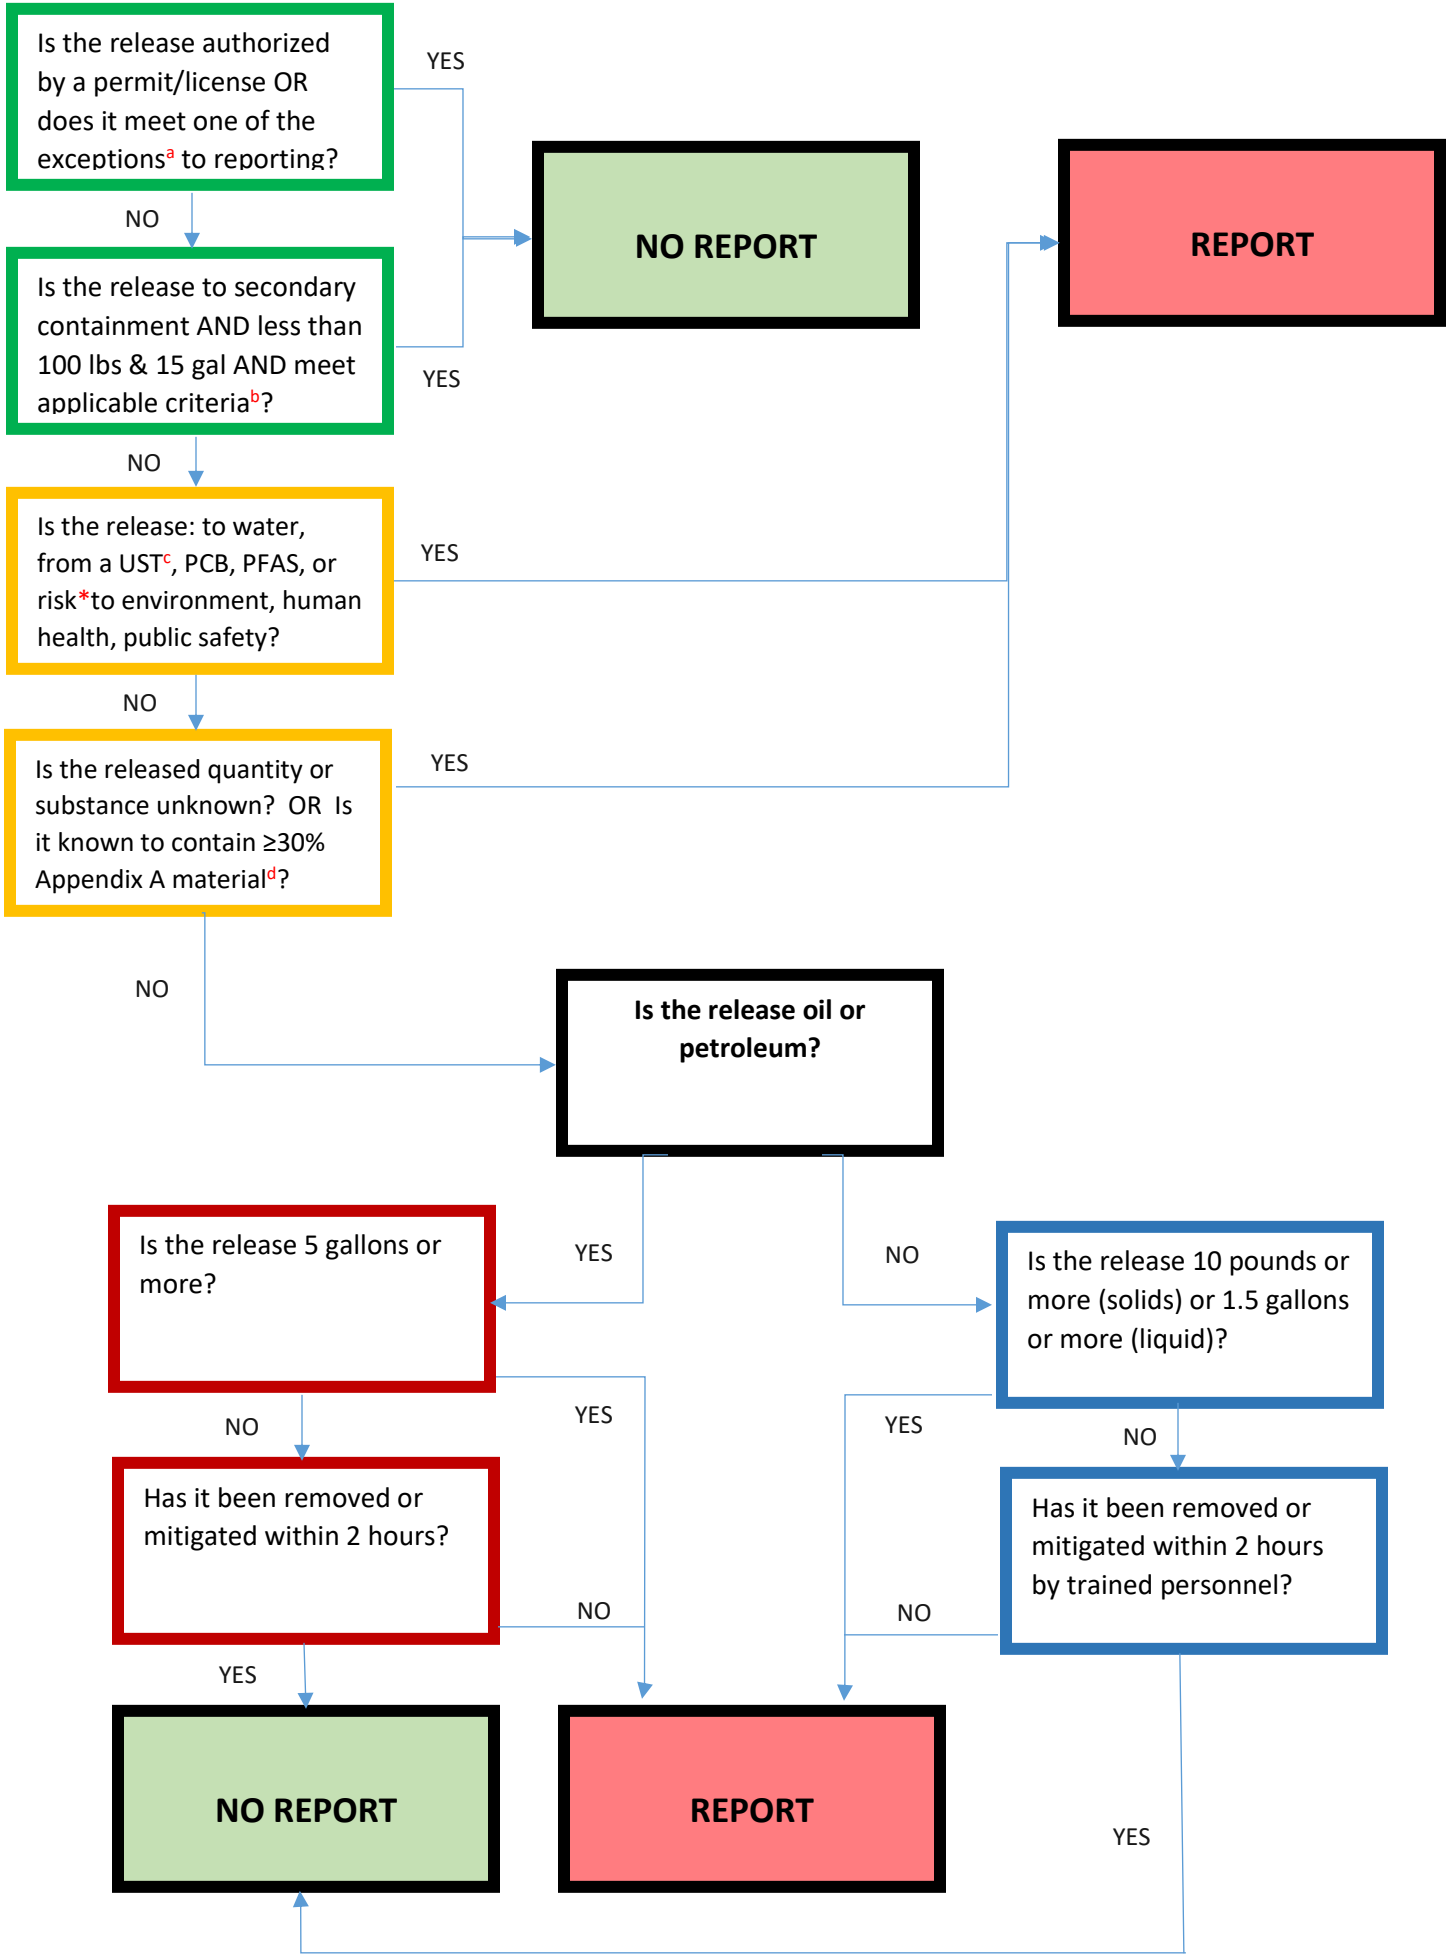 Is the release authorized
by a permit/license OR
does it meet one of the
exceptionsa to reporting?
YES
NO
NO REPORT
REPORT
Is the release to secondary
containment AND less than
100 lbs & 15 gal AND meet
applicable criteriab?
YES
NO
Is the release: to water,
from a USTc, PCB, PFAS, or
risk*to environment, human
health, public safety?
YES
NO
Is the released quantity or
substance unknown? OR Is
it known to contain ≥30%
Appendix A materiald?
YES
NO
Is the release oil or
petroleum?
YES
NO
Is the release 5 gallons or
more?
Is the release 10 pounds or
more (solids) or 1.5 gallons
or more (liquid)?
NO
YES
YES
NO
Has it been removed or
mitigated within 2 hours?
Has it been removed or
mitigated within 2 hours
by trained personnel?
NO
NO
YES
NO REPORT
REPORT
YES